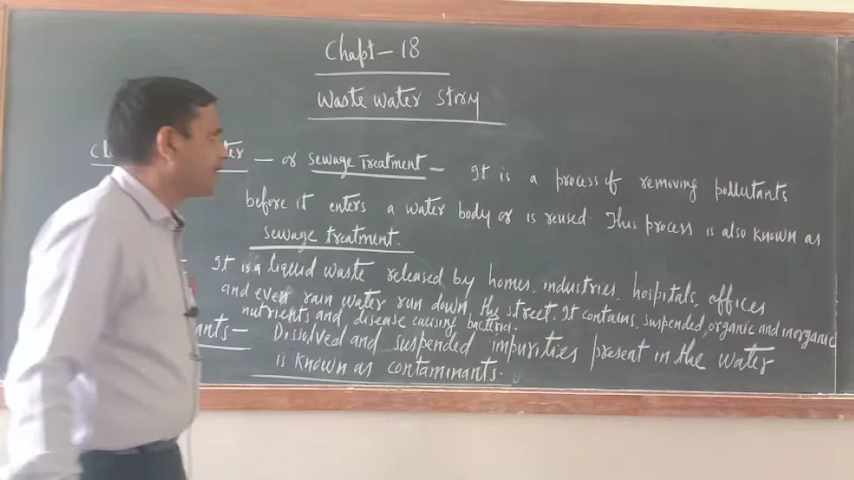 Chapt - 18
Waste water story
or sewage Treatment - It is a process of removing pollutants
before it enters a water body or is reused. This process is also known as
sewage treatment.
It is a liquid waste released by homes, industries, hospitals, offices
and even rain water run down the street. It contains, suspended, organic and inorganic
nutrients and disease causing bacteria.
ants - Dissolved and suspended impurities present in the water
is known as contaminants.